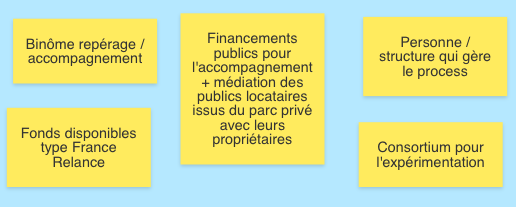 Binôme repérage /
accompagnement
Fonds disponibles
type France
Relance
Financements
publics pour
l'accompagnement
+ médiation des
publics locataires
issus du parc privé
avec leurs
propriétaires
Personne /
structure qui gère
le process
Consortium pour
l'expérimentation